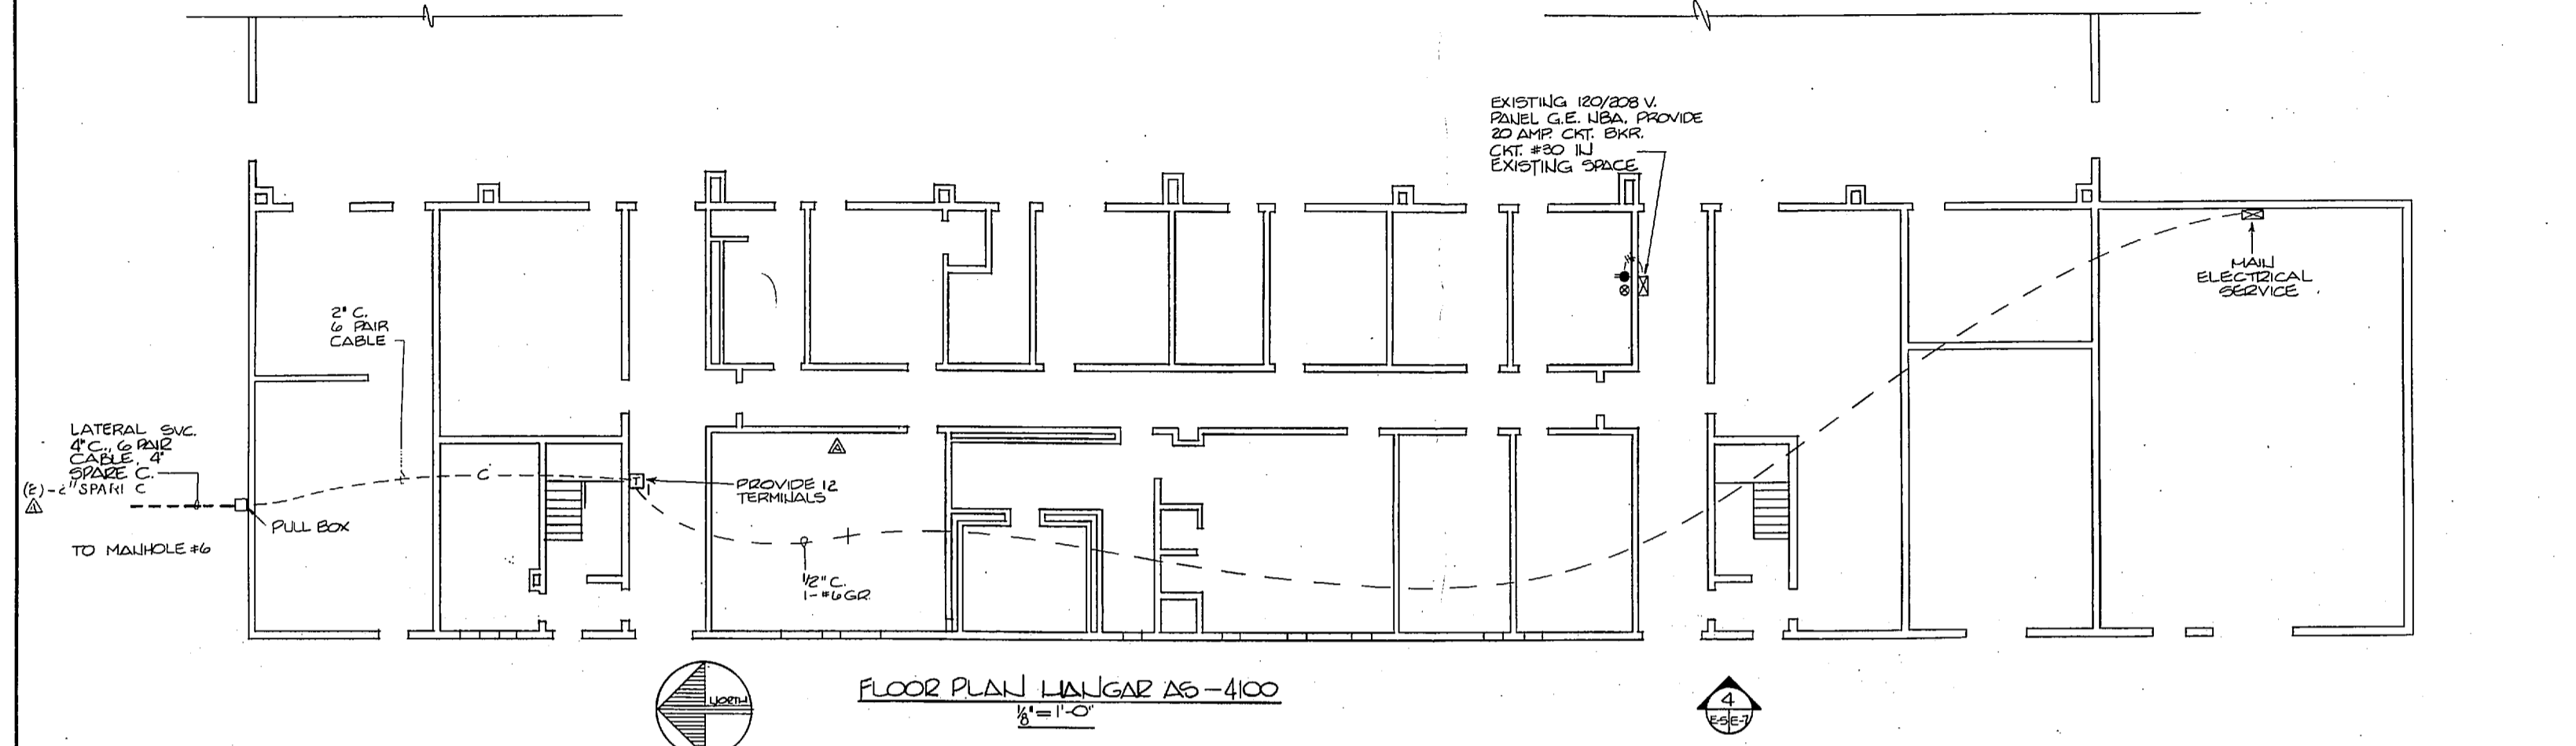 EXISTING 120/208 V.
PANEL G.E. NBA. PROVIDE
20 AMP. CKT. BKR.
CKT. #30 IN
EXISTING SPACE
MAIN
ELECTRICAL
SERVICE
2" C.
6 PAIR
CABLE
LATERAL SVC.
4" C., 6 PAIR
CABLE, 4"
SPARE C.
(2)-2" SPARE C
1
PULL BOX
TO MANHOLE #6
C
T
PROVIDE 12
TERMINALS
1/2" C.
1-#6 GR.
NORTH
FLOOR PLAN HANGAR AS-4100
1/8" = 1'-0"
4
E-5 E-7